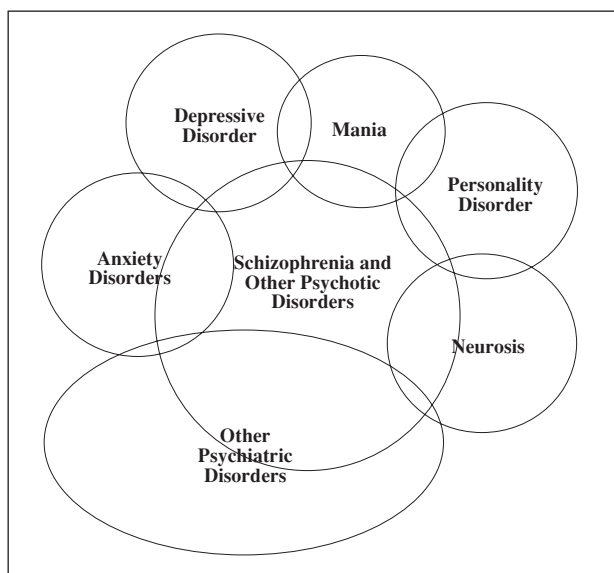 Depressive
Disorder
Mania
Personality
Disorder
Anxiety
Disorders
Schizophrenia and
Other Psychotic
Disorders
Neurosis
Other
Psychiatric
Disorders